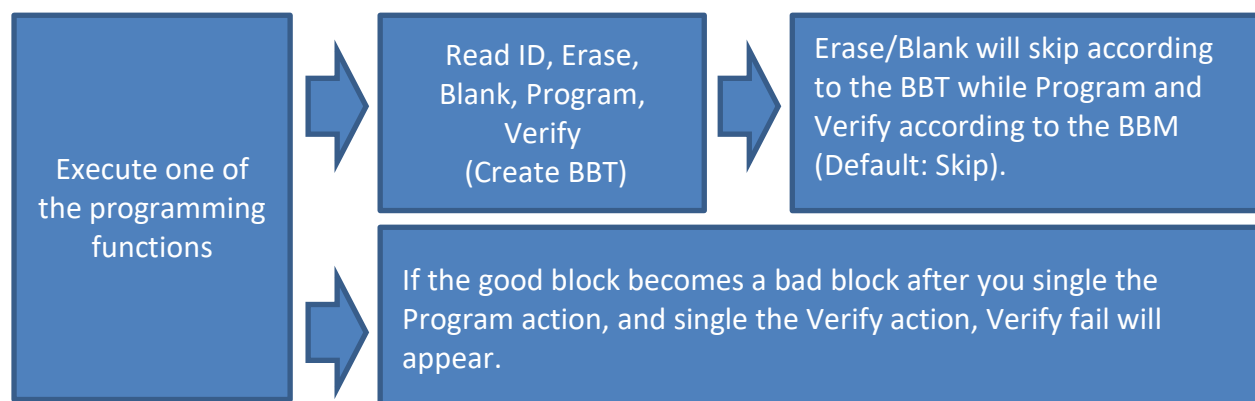 Execute one of
the programming
functions
Read ID, Erase,
Blank, Program,
Verify
(Create BBT)
Erase/Blank will skip according
to the BBT while Program and
Verify according to the BBM
(Default: Skip).
If the good block becomes a bad block after you single the
Program action, and single the Verify action, Verify fail will
appear.